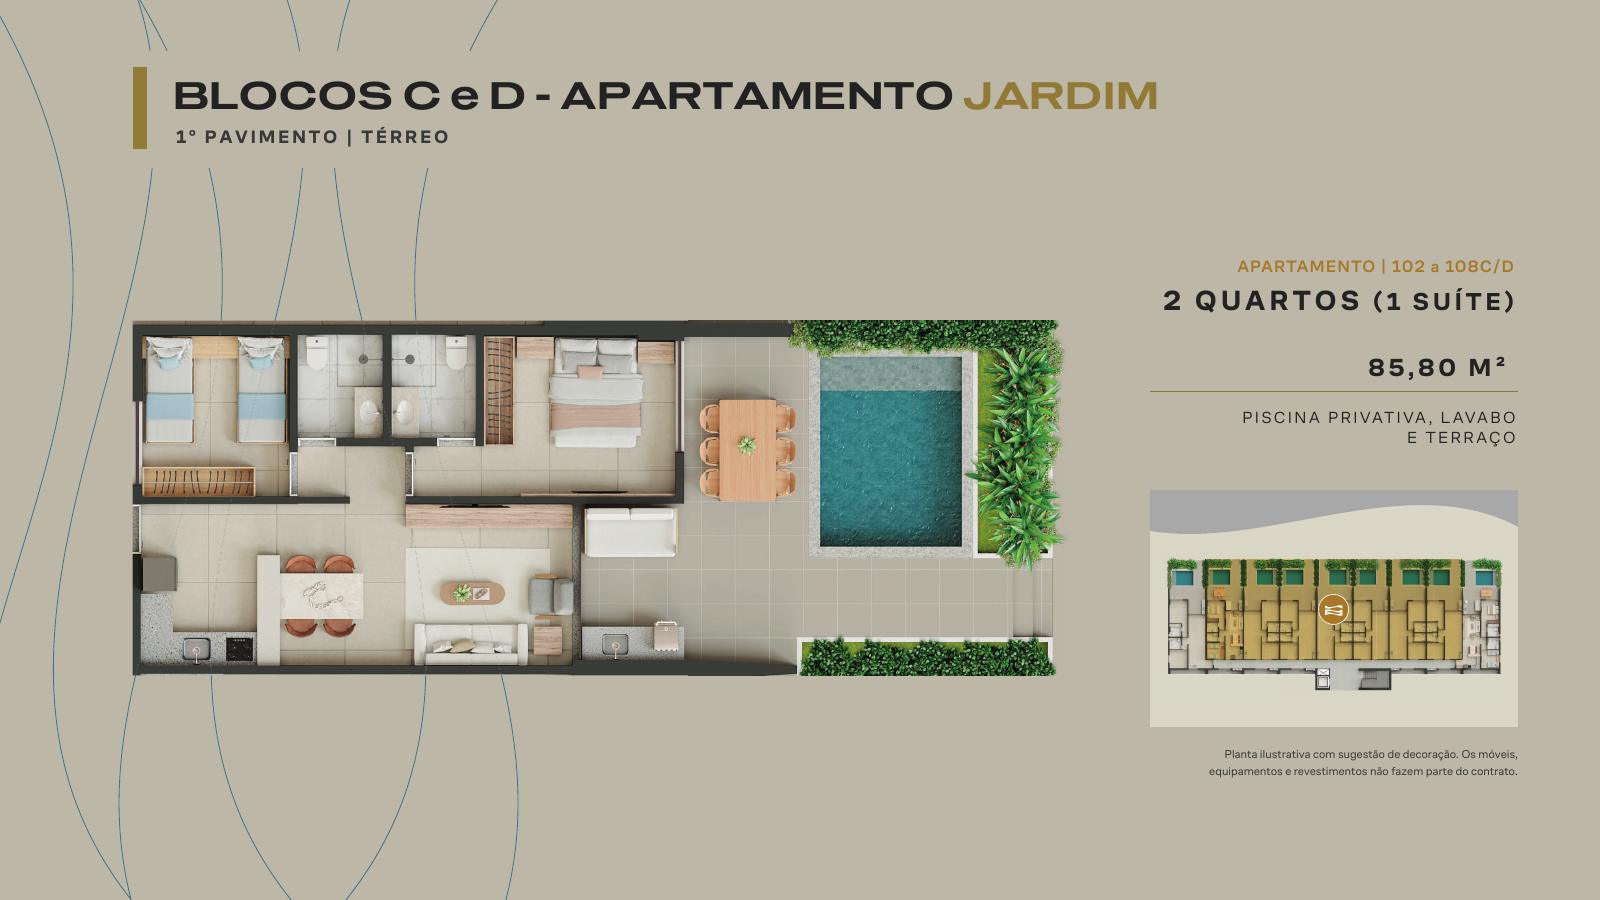 BLOCOS C e D - APARTAMENTO JARDIM
1º PAVIMENTO | TÉRREO
APARTAMENTO | 102 a 108C/D
2 QUARTOS (1 SUÍTE)
85,80 M²
PISCINA PRIVATIVA, LAVABO
E TERRAÇO
Planta ilustrativa com sugestão de decoração. Os móveis,
equipamentos e revestimentos não fazem parte do contrato.